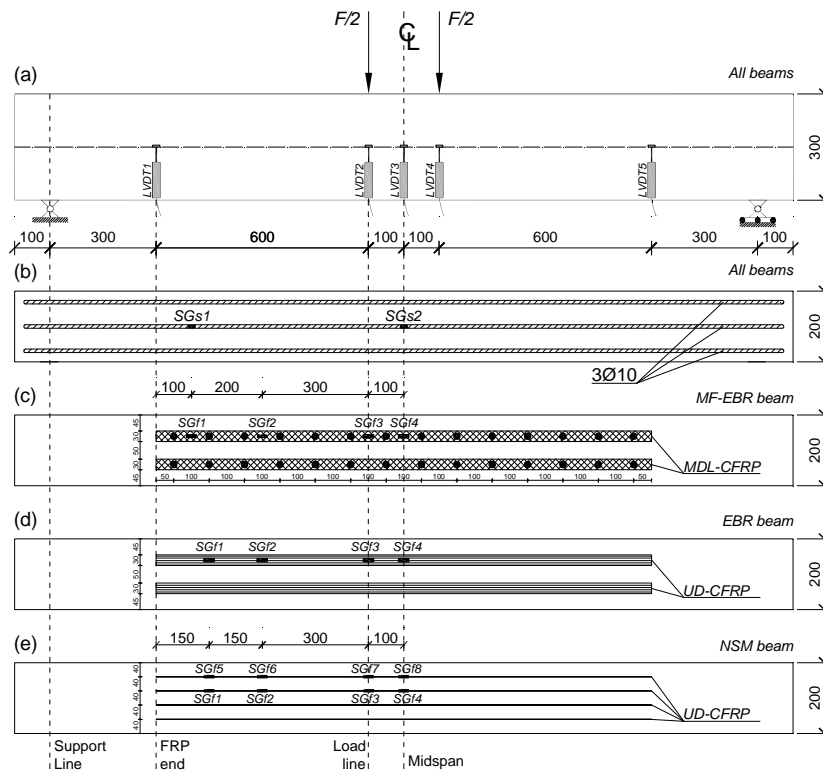 F/2
℄
F/2
(a)
All beams
LVDT1
LVDT2
LVDT3
LVDT4
LVDT5
300
100 300 600 100 100 600 300 100
(b)
All beams
SGs1
SGs2
200
3Ø10
100 200 300 100
(c)
MF-EBR beam
SGf1 SGf2 SGf3 SGf4
45
30
50
30
45
200
MDL-CFRP
50 100 100 100 100 100 100 100 100 100 100 100 100 100 50
(d)
EBR beam
SGf1 SGf2 SGf3 SGf4
45
30
50
30
45
200
UD-CFRP
150 150 300 100
(e)
NSM beam
SGf5 SGf6 SGf7 SGf8
SGf1 SGf2 SGf3 SGf4
40
40
40
40
40
200
UD-CFRP
Support
Line
FRP
end
Load
line
Midspan